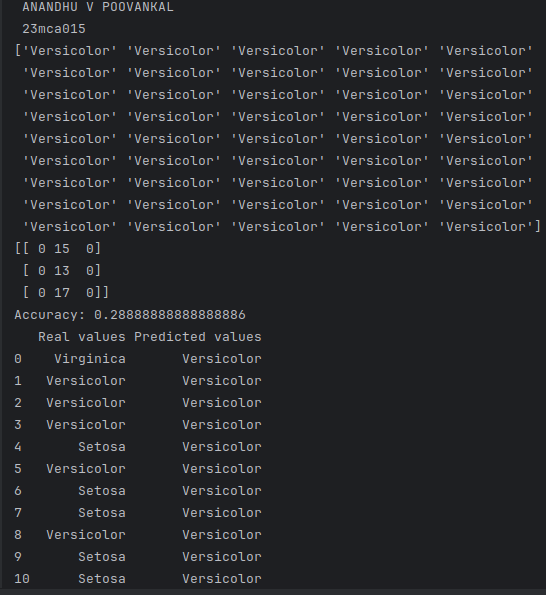 ANANDHU V POOVANKAL
23mca015
['Versicolor' 'Versicolor' 'Versicolor' 'Versicolor' 'Versicolor'
 'Versicolor' 'Versicolor' 'Versicolor' 'Versicolor' 'Versicolor'
 'Versicolor' 'Versicolor' 'Versicolor' 'Versicolor' 'Versicolor'
 'Versicolor' 'Versicolor' 'Versicolor' 'Versicolor' 'Versicolor'
 'Versicolor' 'Versicolor' 'Versicolor' 'Versicolor' 'Versicolor'
 'Versicolor' 'Versicolor' 'Versicolor' 'Versicolor' 'Versicolor'
 'Versicolor' 'Versicolor' 'Versicolor' 'Versicolor' 'Versicolor'
 'Versicolor' 'Versicolor' 'Versicolor' 'Versicolor' 'Versicolor'
 'Versicolor' 'Versicolor' 'Versicolor' 'Versicolor' 'Versicolor']
[[ 0 15  0]
 [ 0 13  0]
 [ 0 17  0]]
Accuracy: 0.28888888888888886
   Real values Predicted values
0    Virginica       Versicolor
1   Versicolor       Versicolor
2   Versicolor       Versicolor
3   Versicolor       Versicolor
4       Setosa       Versicolor
5   Versicolor       Versicolor
6       Setosa       Versicolor
7       Setosa       Versicolor
8   Versicolor       Versicolor
9       Setosa       Versicolor
10      Setosa       Versicolor